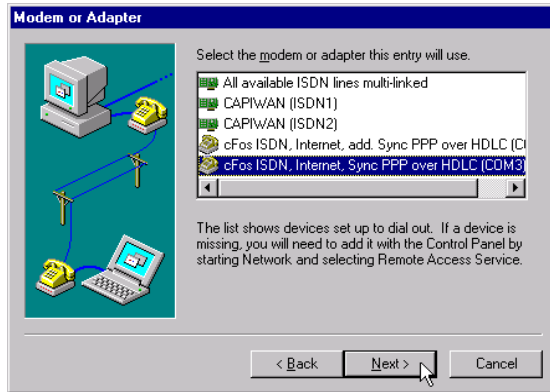 Modem or Adapter
Select the modem or adapter this entry will use.
All available ISDN lines multi-linked
CAPIWAN (ISDN1)
CAPIWAN (ISDN2)
cFos ISDN, Internet, add. Sync PPP over HDLC (C
cFos ISDN, Internet, Sync PPP over HDLC (COM3)
The list shows devices set up to dial out. If a device is
missing, you will need to add it with the Control Panel by
starting Network and selecting Remote Access Service.
< Back Next > Cancel